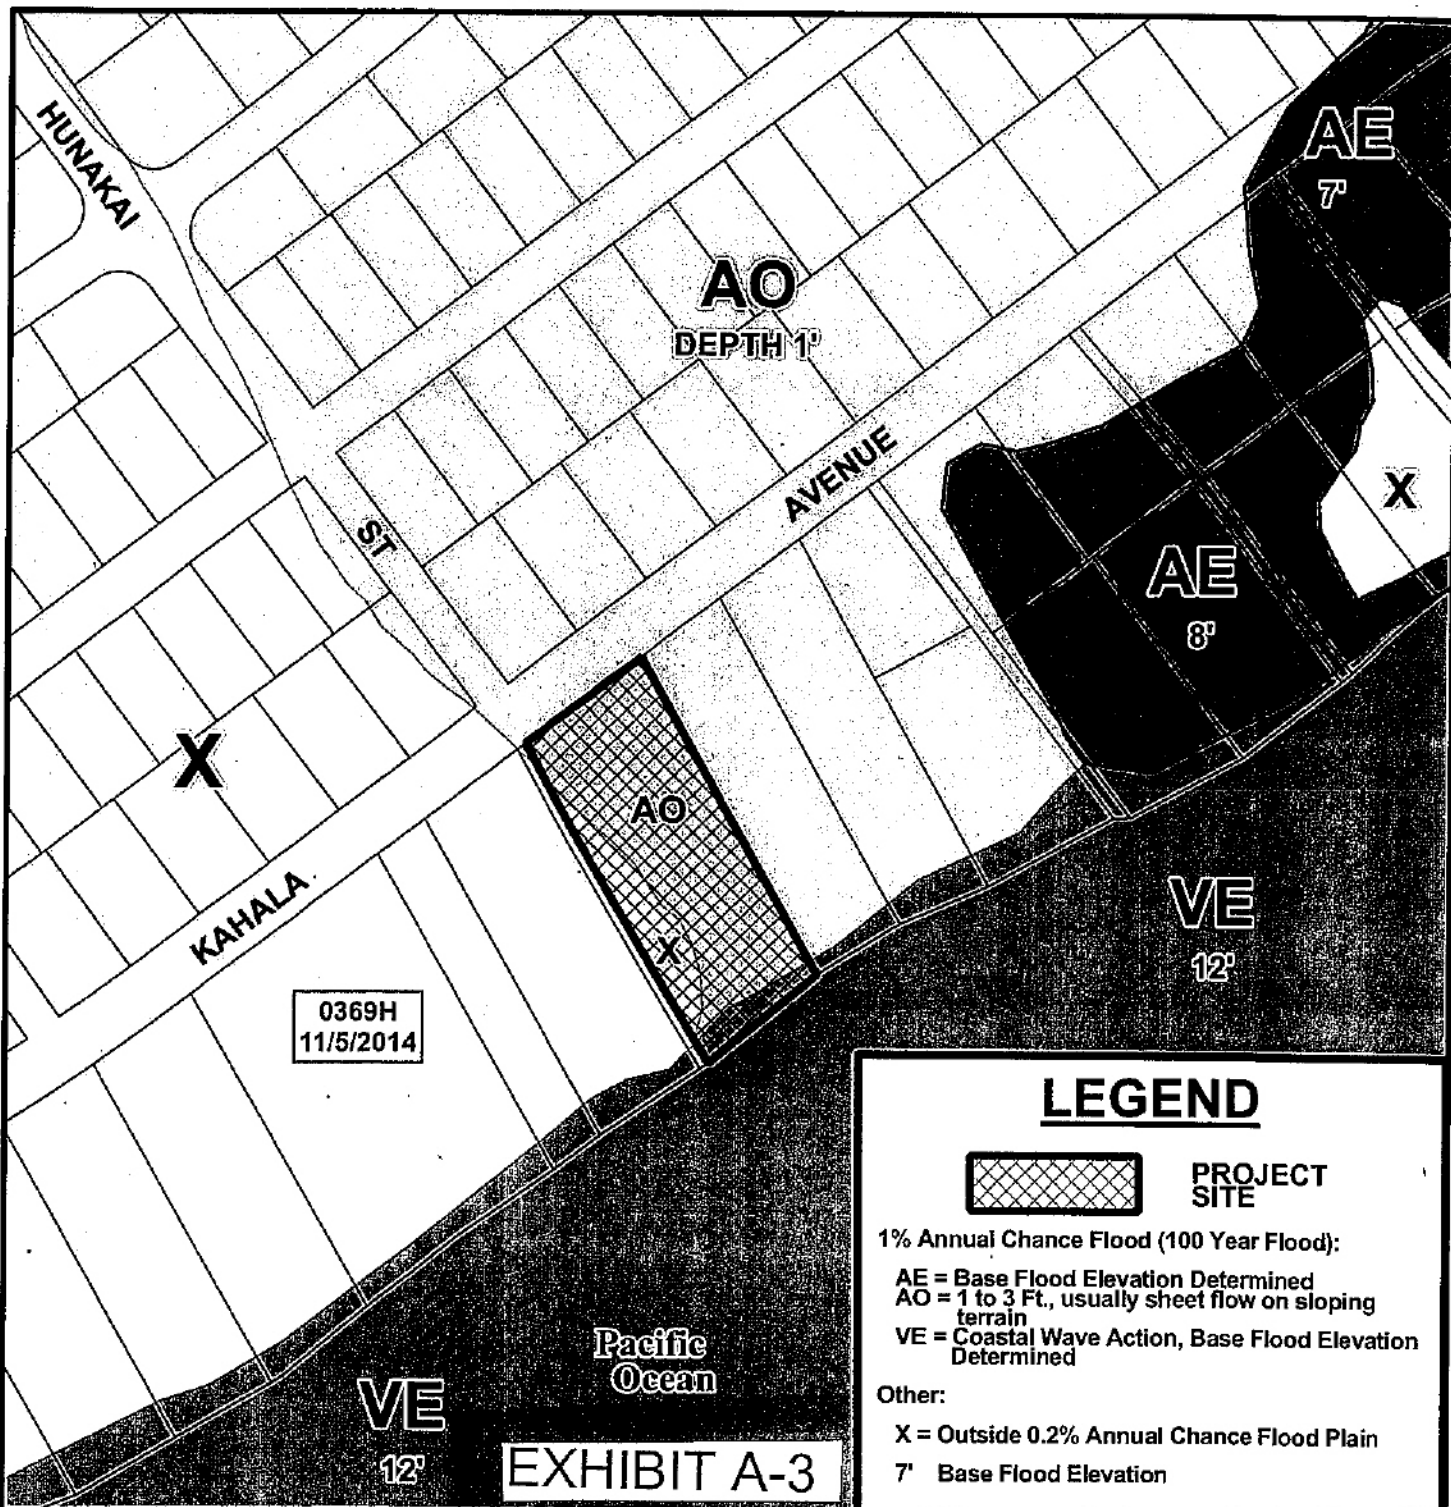 HUNAKAI
AE
7'
AO
DEPTH 1'
AVENUE
X
ST
AE
8'
X
AO
KAHALA
X
VE
12'
0369H
11/5/2014
LEGEND
PROJECT
SITE
1% Annual Chance Flood (100 Year Flood):
AE = Base Flood Elevation Determined
AO = 1 to 3 Ft., usually sheet flow on sloping
terrain
VE = Coastal Wave Action, Base Flood Elevation
Determined
Other:
X = Outside 0.2% Annual Chance Flood Plain
7' Base Flood Elevation
Pacific
Ocean
VE
12'
EXHIBIT A-3